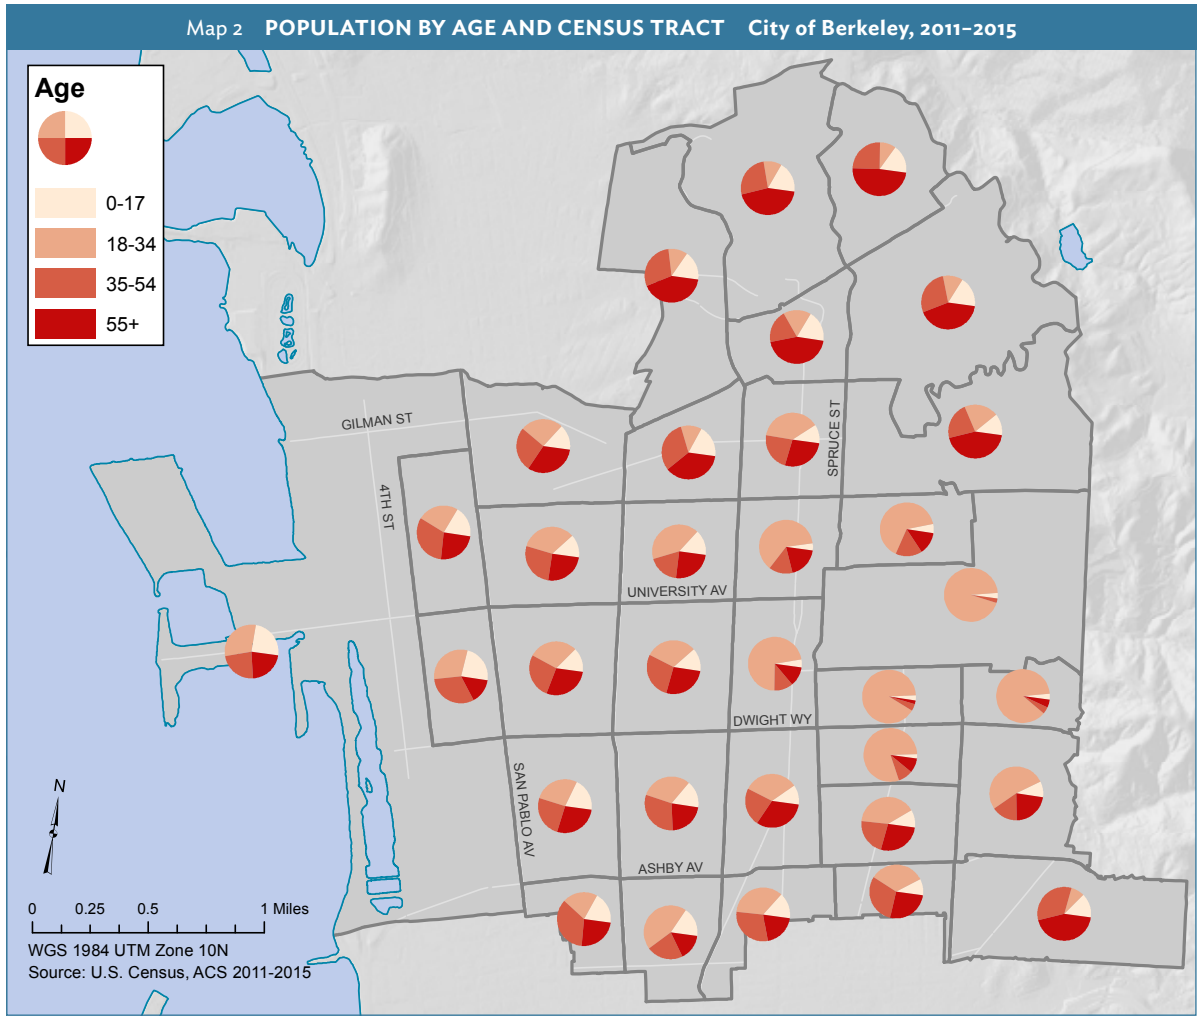 Map 2 POPULATION BY AGE AND CENSUS TRACT City of Berkeley, 2011–2015
Age
0-17
18-34
35-54
55+
GILMAN ST
SPRUCE ST
4TH ST
UNIVERSITY AV
DWIGHT WY
SAN PABLO AV
ASHBY AV
N
0 0.25 0.5 1 Miles
WGS 1984 UTM Zone 10N
Source: U.S. Census, ACS 2011-2015